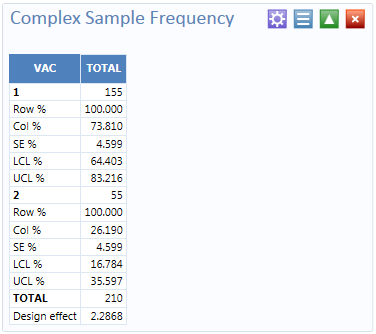 Complex Sample Frequency
VAC TOTAL
1 155
Row % 100.000
Col % 73.810
SE % 4.599
LCL % 64.403
UCL % 83.216
2 55
Row % 100.000
Col % 26.190
SE % 4.599
LCL % 16.784
UCL % 35.597
TOTAL 210
Design effect 2.2868